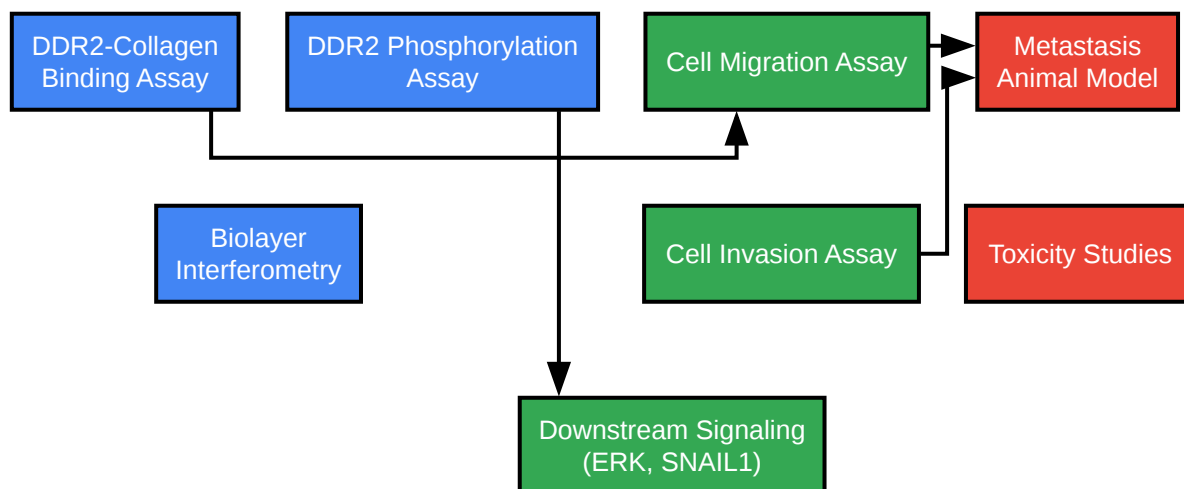 DDR2-Collagen
Binding Assay
DDR2 Phosphorylation
Assay
Cell Migration Assay
Metastasis
Animal Model
Biolayer
Interferometry
Cell Invasion Assay
Toxicity Studies
Downstream Signaling
(ERK, SNAIL1)